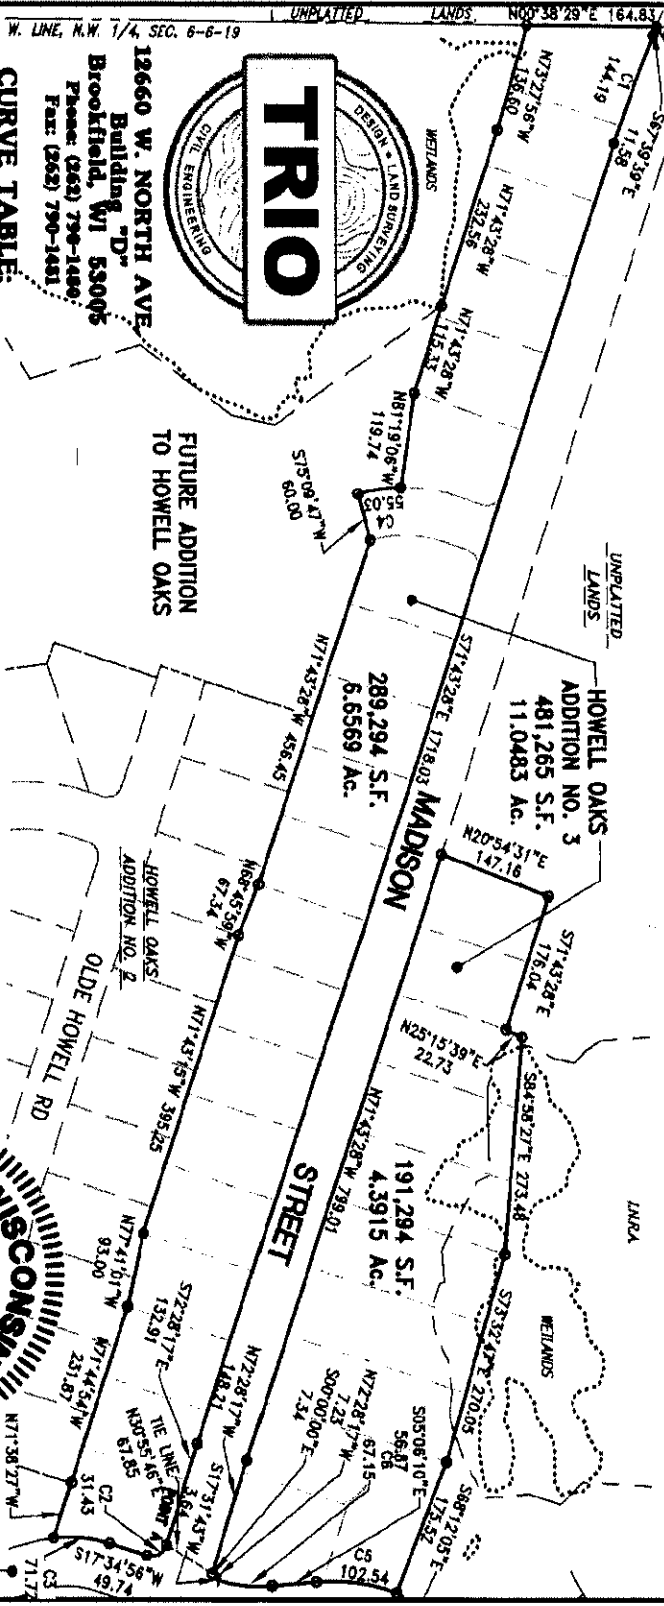 UNPLATTED LANDS
N00°38'29"E 164.83'
W. LINE, N.W. 1/4, SEC. 6-6-19
C1
144.19
S67°39'39"E
11.58
N73°27'56"W
136.60
WETLANDS
N71°43'28"W
232.56
N71°43'28"W
115.33
N81°19'06"W
119.74
C4
55.03
S75°09'47"W
60.00
TRIO
DESIGN • LAND SURVEYING
CIVIL ENGINEERING
12660 W. NORTH AVE
Building "D"
Brookfield, WI 53005
Phone: (262) 790-1480
Fax: (262) 790-1481
CURVE TABLE:
FUTURE ADDITION
TO HOWELL OAKS
UNPLATTED
LANDS
HOWELL OAKS
ADDITION NO. 3
481,265 S.F.
11.0483 Ac.
S71°43'28"E 1718.03
289,294 S.F.
6.6569 Ac.
N71°43'28"W 456.45
N68°45'59"W
67.34
MADISON
STREET
N20°54'31"E
147.16
S71°43'28"E
176.04
N25°15'39"E
22.73
S84°58'27"E 273.48
LNRA
WETLANDS
S73°32'47"E 270.05
N71°43'28"W 799.01
191,294 S.F.
4.3915 Ac.
HOWELL OAKS
ADDITION NO. 2
OLDE HOWELL RD
N71°43'15"W 395.25
N77°41'01"W
93.00
N71°44'54"W
231.87
S72°28'17"E
132.91
N72°28'17"W
148.21
S17°31'43"W
3.64
N72°28'17"W
7.23
S00°00'00"E
7.34
C6
67.15
S05°06'10"E
56.67
S68°12'05"E
175.52
C5
102.54
TIE LINE
N30°55'46"E
67.85
POINT A
C2
31.43
S17°34'56"W
49.74
C3
71.77
N71°38'27"W
WISCONSIN